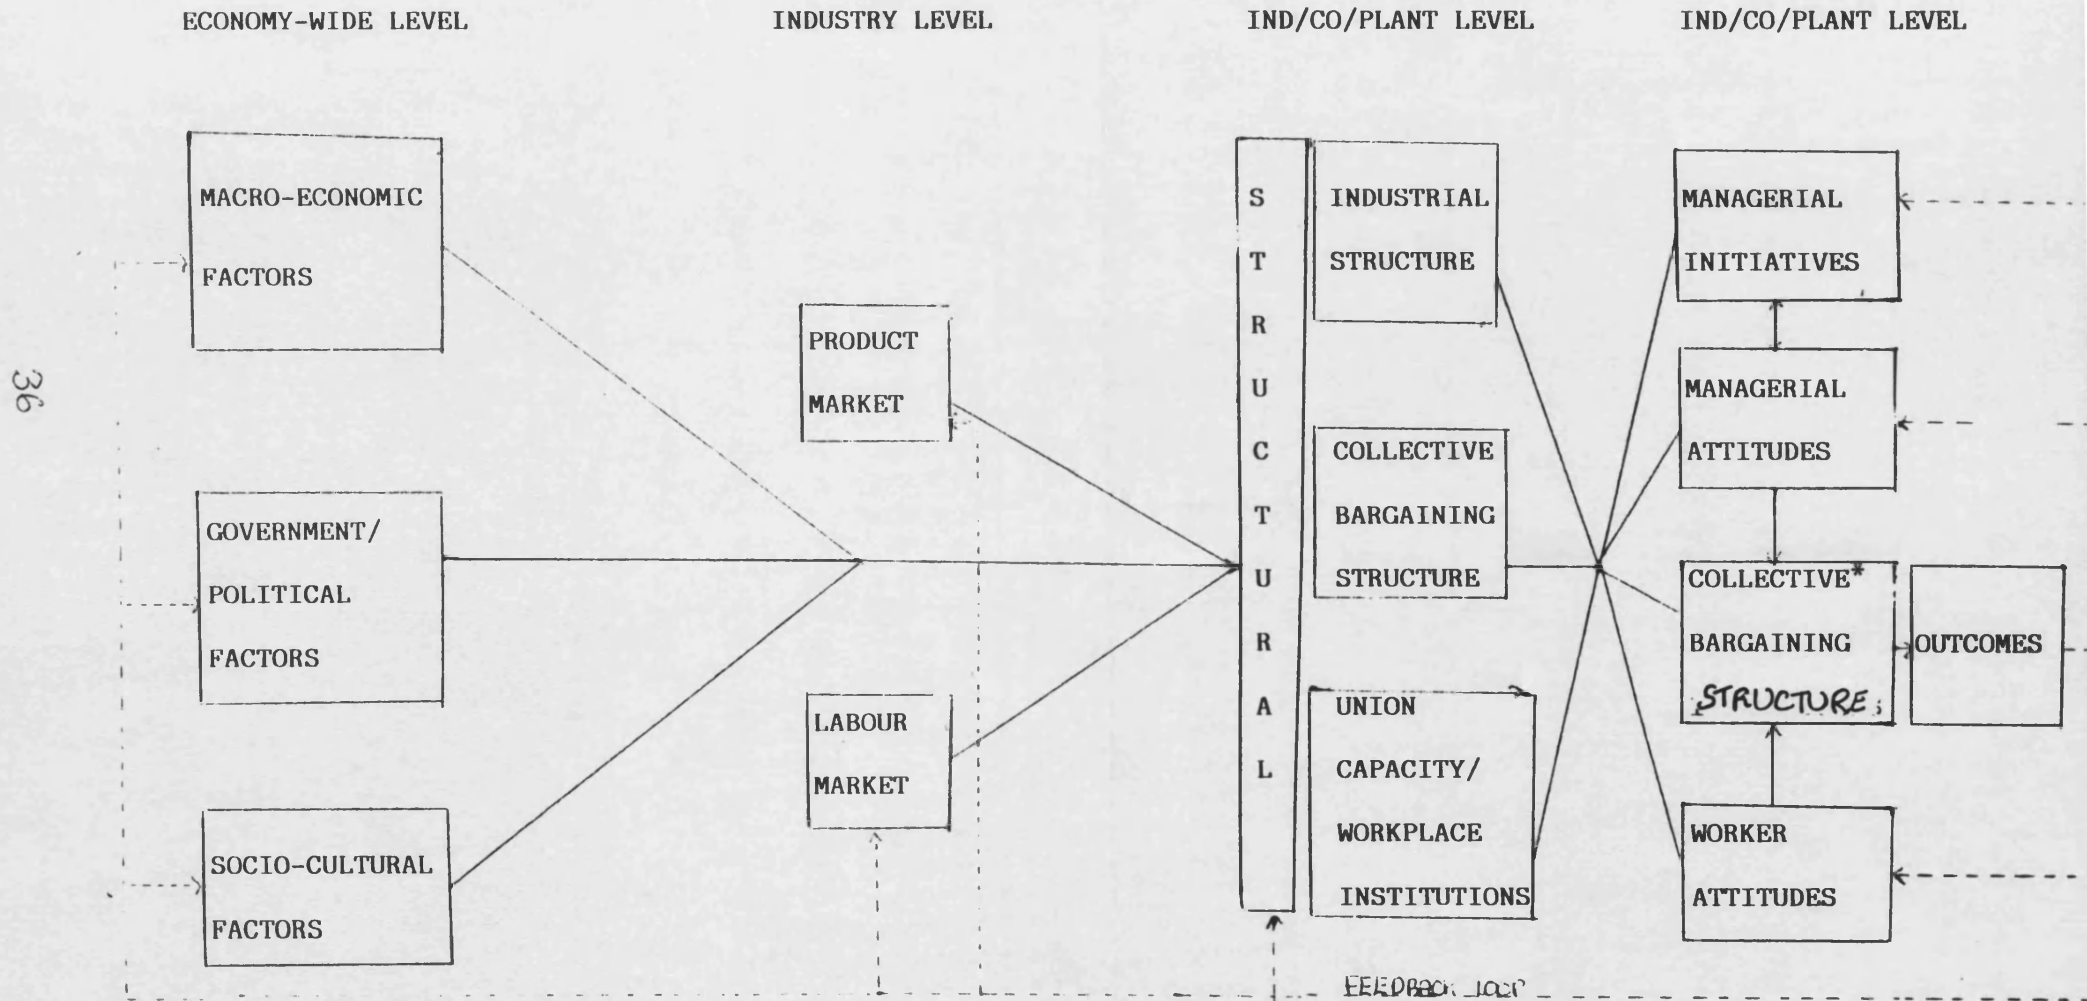 ECONOMY-WIDE LEVEL
INDUSTRY LEVEL
IND/CO/PLANT LEVEL
IND/CO/PLANT LEVEL
36
MACRO-ECONOMIC
FACTORS
GOVERNMENT/
POLITICAL
FACTORS
SOCIO-CULTURAL
FACTORS
PRODUCT
MARKET
LABOUR
MARKET
STRUCTURAL
INDUSTRIAL
STRUCTURE
COLLECTIVE
BARGAINING
STRUCTURE
UNION
CAPACITY/
WORKPLACE
INSTITUTIONS
MANAGERIAL
INITIATIVES
MANAGERIAL
ATTITUDES
COLLECTIVE*
BARGAINING
STRUCTURE
OUTCOMES
WORKER
ATTITUDES
FEEDBACK LOOP